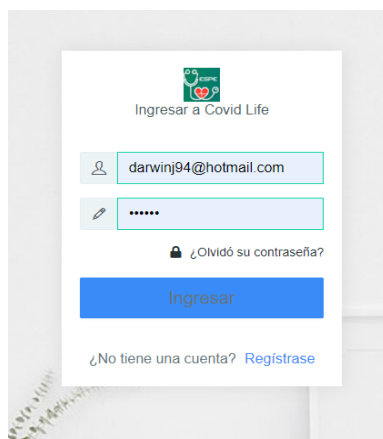 ESPE
Ingresar a Covid Life
darwinj94@hotmail.com
••••••
¿Olvidó su contraseña?
Ingresar
¿No tiene una cuenta? Regístrase